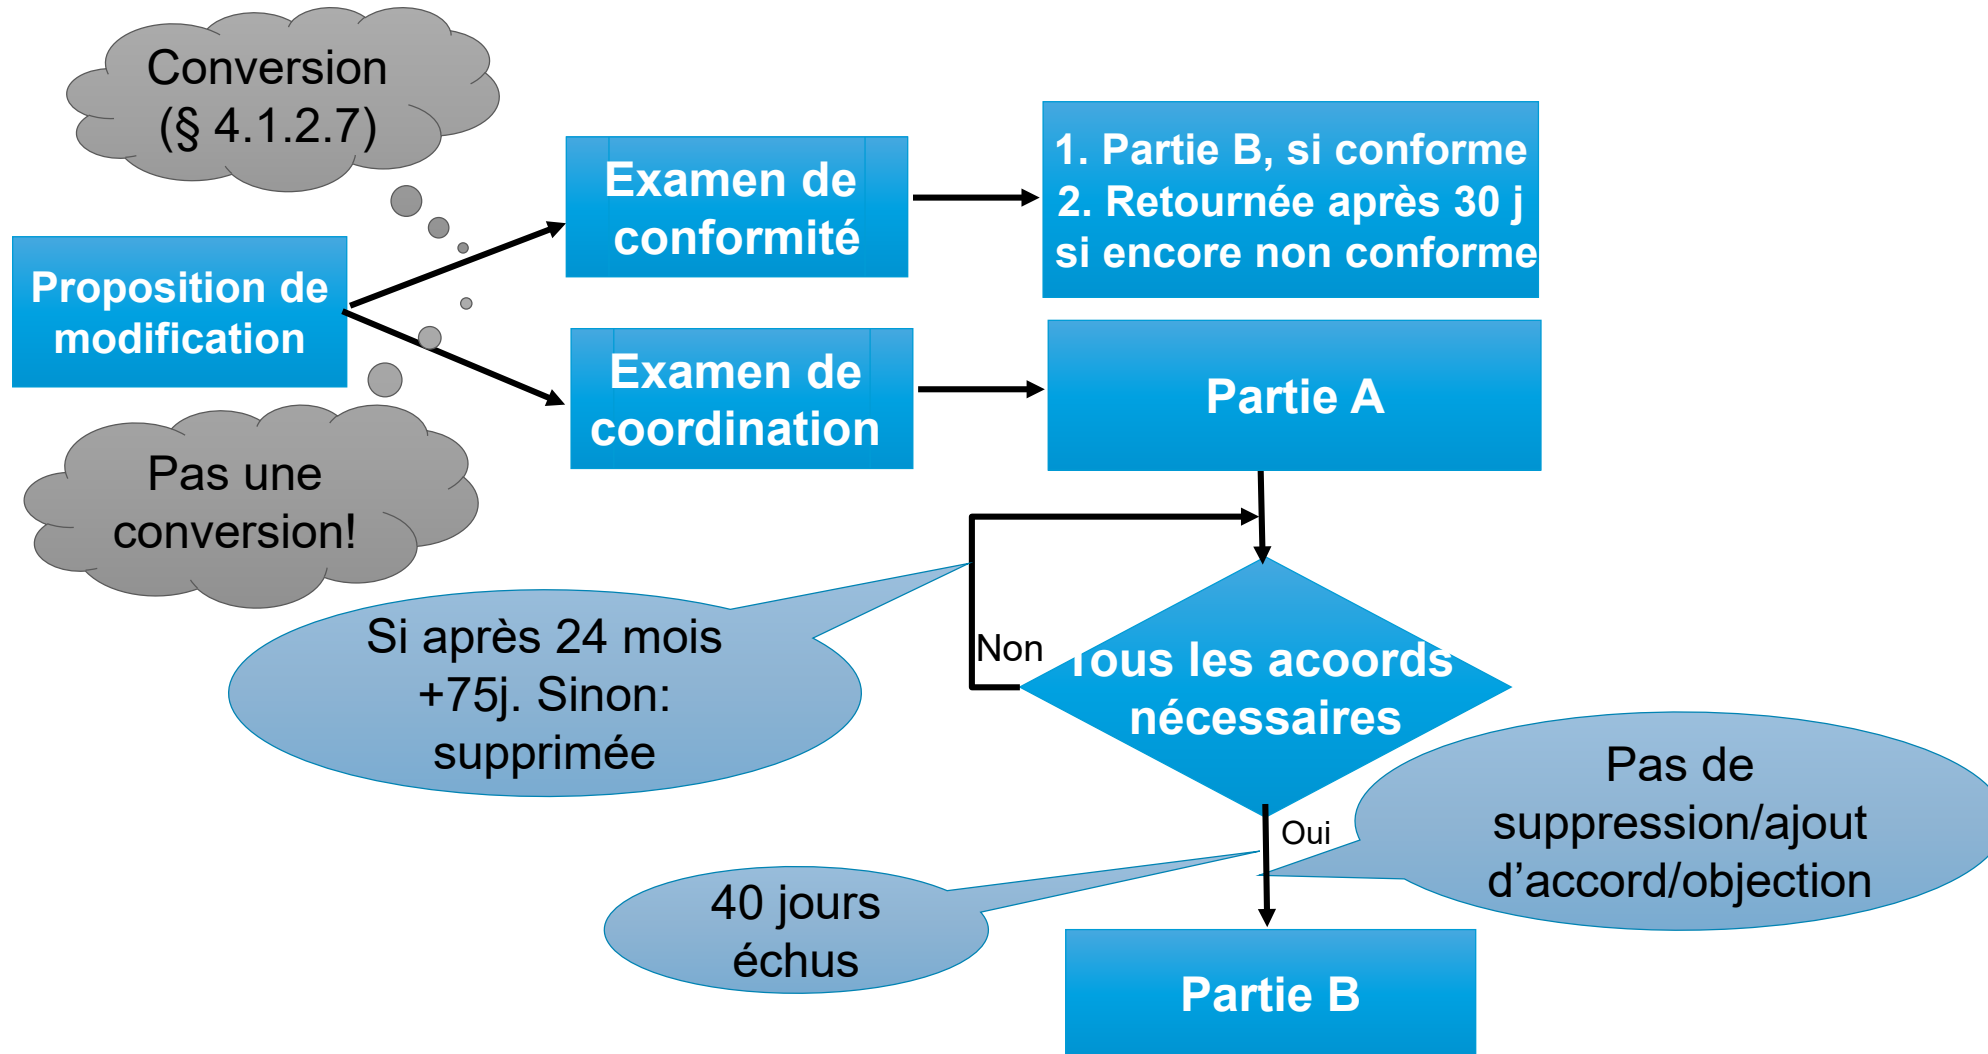 Conversion
(§ 4.1.2.7)
Proposition de
modification
Pas une
conversion!
Examen de
conformité
1. Partie B, si conforme
2. Retournée après 30 j
si encore non conforme
Examen de
coordination
Partie A
Si après 24 mois
+75j. Sinon:
supprimée
Non
Tous les acoords
nécessaires
Oui
Pas de
suppression/ajout
d’accord/objection
40 jours
échus
Partie B